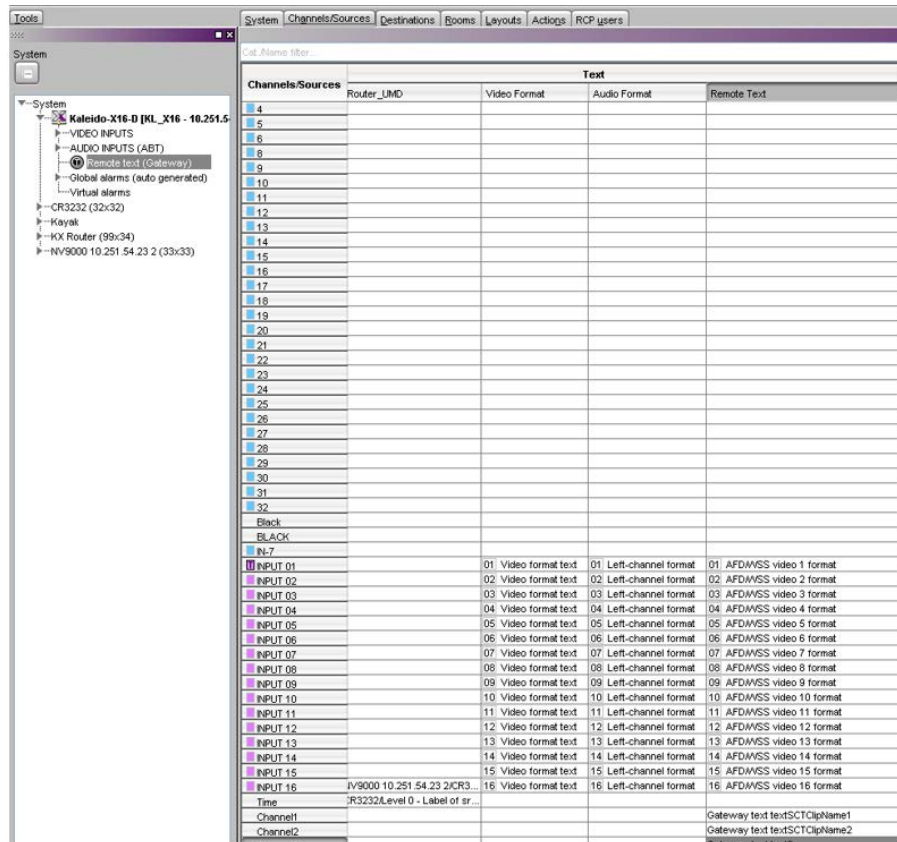 Tools
System
Kaleido-X16-D [KL_X16 - 10.251.5
VIDEO INPUTS
AUDIO INPUTS (ABT)
Remote text (Gateway)
Global alarms (auto generated)
Virtual alarms
CR3232 (32x32)
Kayak
KX Router (99x34)
NV9000 10.251.54.23 2 (33x33)
System Channels/Sources Destinations Rooms Layouts Actions RCP users
Cat./Name filter...
Channels/Sources Text
Router_UMD Video Format Audio Format Remote Text
4
5
6
8
9
10
11
12
13
14
15
16
17
18
19
20
21
22
23
24
25
26
27
28
29
30
31
32
Black
BLACK
IN-7
INPUT 01 01 Video format text 01 Left-channel format 01 AFD/WSS video 1 format
INPUT 02 02 Video format text 02 Left-channel format 02 AFD/WSS video 2 format
INPUT 03 03 Video format text 03 Left-channel format 03 AFD/WSS video 3 format
INPUT 04 04 Video format text 04 Left-channel format 04 AFD/WSS video 4 format
INPUT 05 05 Video format text 05 Left-channel format 05 AFD/WSS video 5 format
INPUT 06 06 Video format text 06 Left-channel format 06 AFD/WSS video 6 format
INPUT 07 07 Video format text 07 Left-channel format 07 AFD/WSS video 7 format
INPUT 08 08 Video format text 08 Left-channel format 08 AFD/WSS video 8 format
INPUT 09 09 Video format text 09 Left-channel format 09 AFD/WSS video 9 format
INPUT 10 10 Video format text 10 Left-channel format 10 AFD/WSS video 10 format
INPUT 11 11 Video format text 11 Left-channel format 11 AFD/WSS video 11 format
INPUT 12 12 Video format text 12 Left-channel format 12 AFD/WSS video 12 format
INPUT 13 13 Video format text 13 Left-channel format 13 AFD/WSS video 13 format
INPUT 14 14 Video format text 14 Left-channel format 14 AFD/WSS video 14 format
INPUT 15 15 Video format text 15 Left-channel format 15 AFD/WSS video 15 format
INPUT 16 IV9000 10.251.54.23 2/CR3... 16 Video format text 16 Left-channel format 16 AFD/WSS video 16 format
Time CR3232/Level 0 - Label of sr...
Channel1 Gateway text textSCTClipName1
Channel2 Gateway text textSCTClipName2